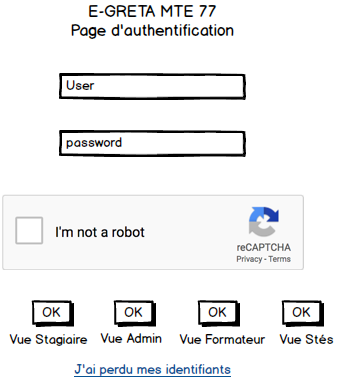 E-GRETA MTE 77
Page d'authentification
User
password
I'm not a robot
reCAPTCHA
Privacy - Terms
OK OK OK OK
Vue Stagiaire Vue Admin Vue Formateur Vue Stés
J'ai perdu mes identifiants